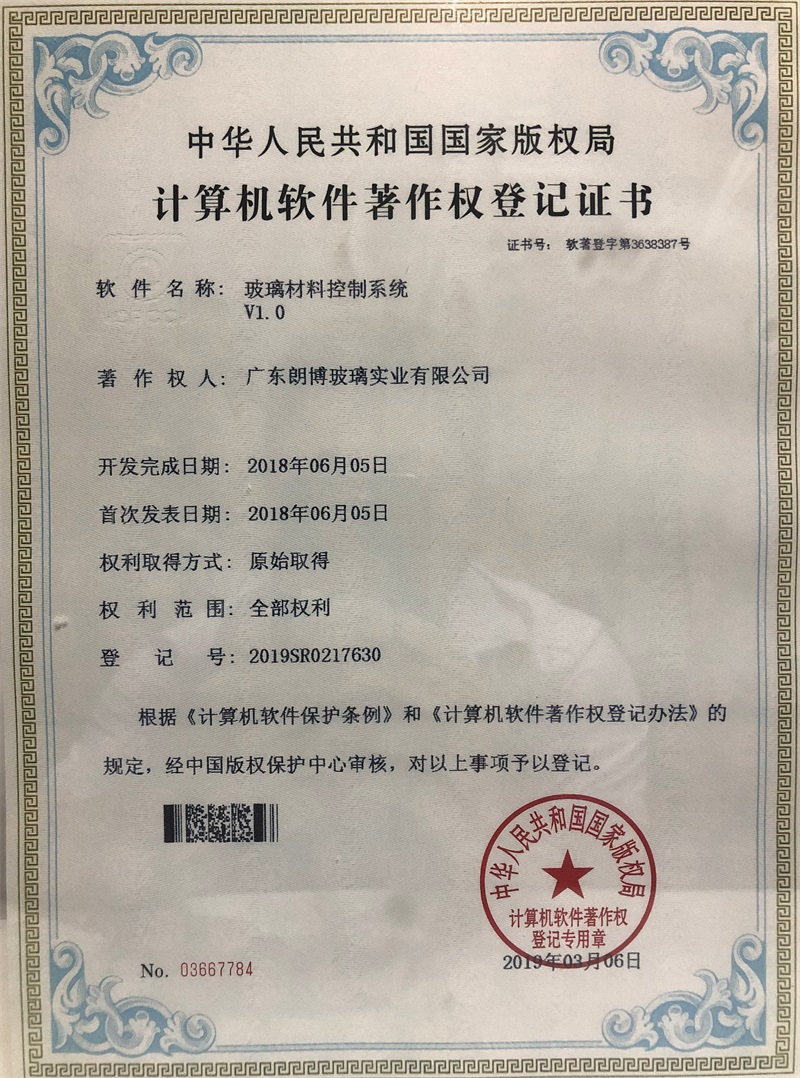 中华人民共和国国家版权局
计算机软件著作权登记证书
证书号： 软著登字第3638387号
软件名称： 玻璃材料控制系统
V1.0
著作权人： 广东朗博玻璃实业有限公司
开发完成日期： 2018年06月05日
首次发表日期： 2018年06月05日
权利取得方式： 原始取得
权利范围： 全部权利
登记号： 2019SR0217630
根据《计算机软件保护条例》和《计算机软件著作权登记办法》的
规定，经中国版权保护中心审核，对以上事项予以登记。
中华人民共和国国家版权局
计算机软件著作权
登记专用章
No. 03667784
2019年03月06日